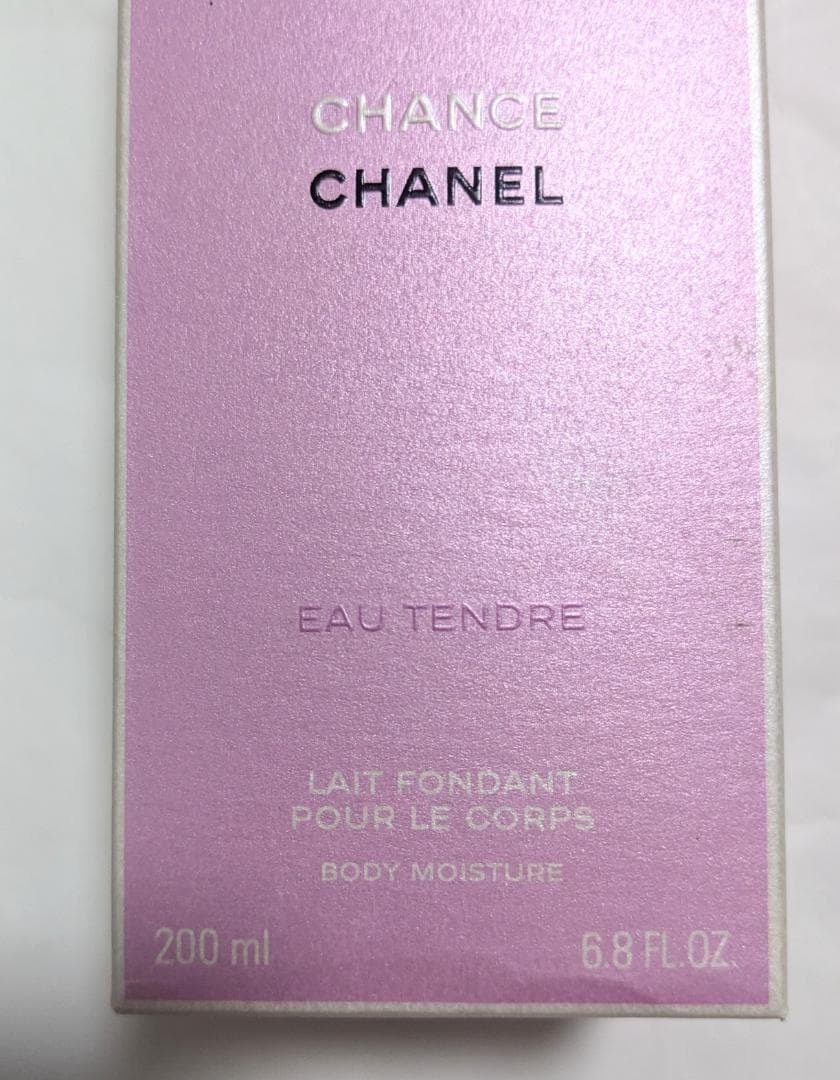 CHANCE
CHANEL
EAU TENDRE
LAIT FONDANT
POUR LE CORPS
BODY MOISTURE
200 ml 6.8 FL.OZ.